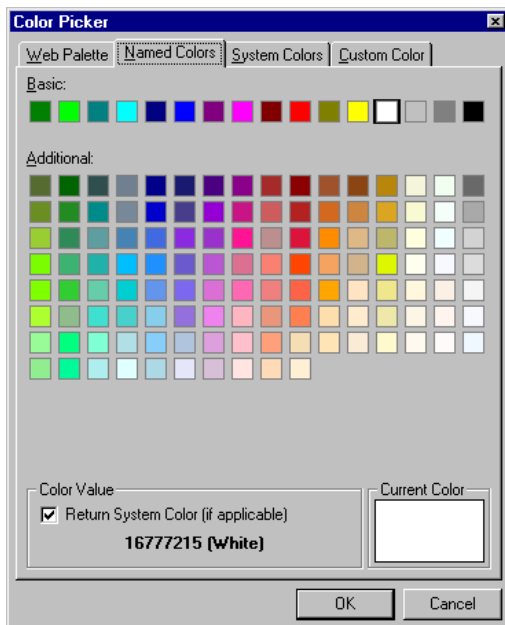 Color Picker
Web Palette Named Colors System Colors Custom Color
Basic:
Additional:
Color Value
Current Color
Return System Color (if applicable)
16777215 (White)
OK Cancel